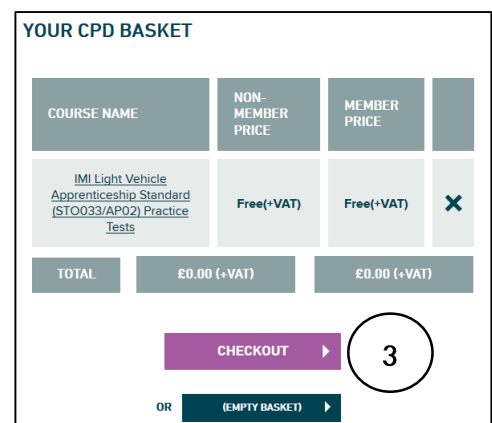 YOUR CPD BASKET
COURSE NAME
NON-
MEMBER
PRICE
MEMBER
PRICE
IMI Light Vehicle
Apprenticeship Standard
(STO033/AP02) Practice
Tests
Free(+VAT)
Free(+VAT)
TOTAL
£0.00 (+VAT)
£0.00 (+VAT)
CHECKOUT
3
OR
(EMPTY BASKET)